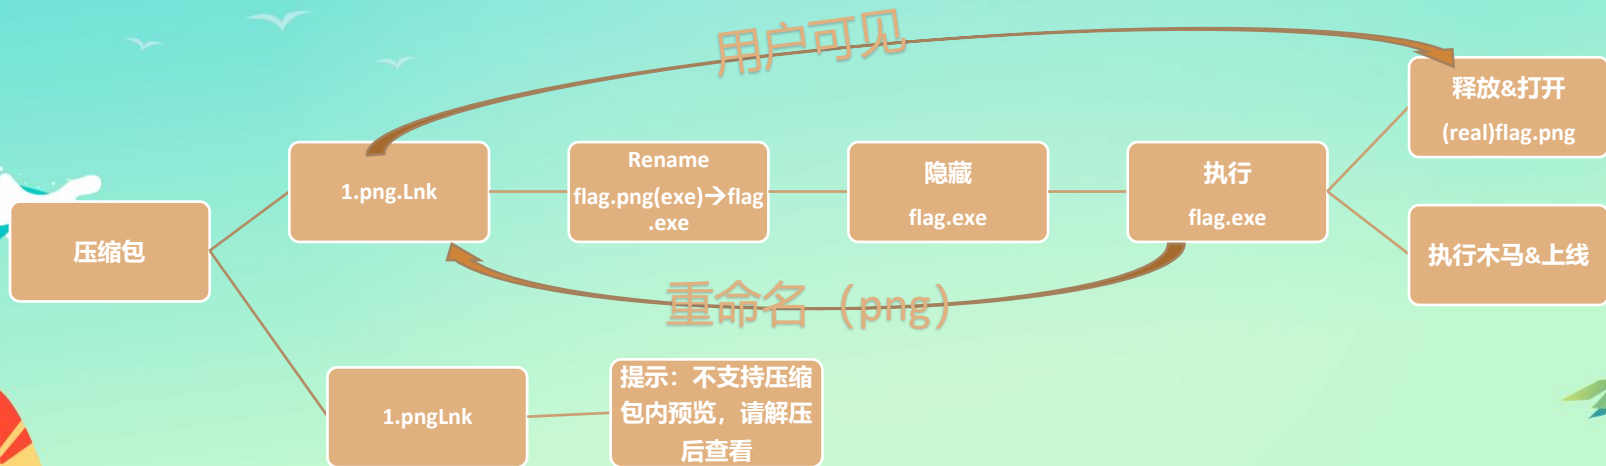 用户可见
释放&打开
(real)flag.png
1.png.Lnk
Rename
flag.png(exe)→flag
.exe
隐藏
flag.exe
执行
flag.exe
压缩包
执行木马&上线
重命名（png）
1.pngLnk
提示：不支持压缩
包内预览，请解压
后查看